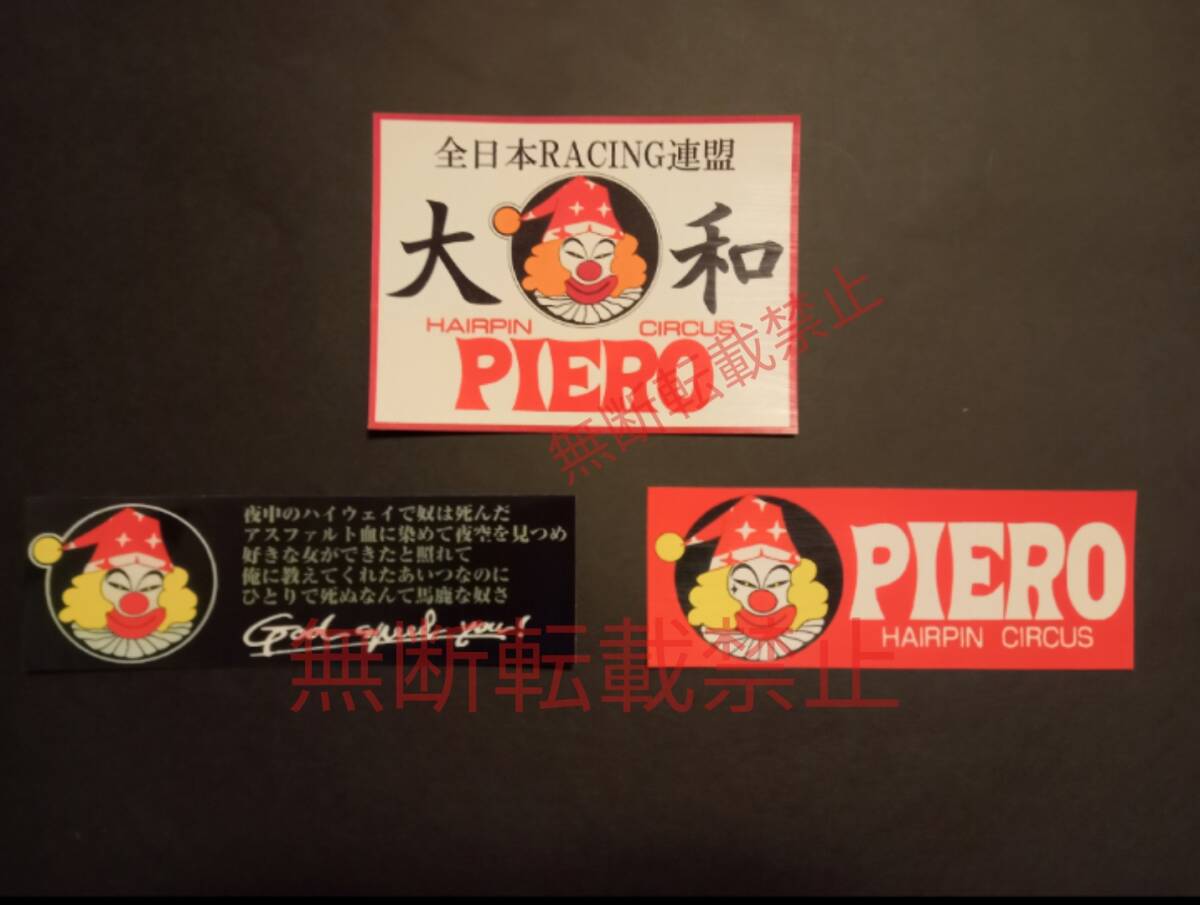 全日本RACING連盟
大和
HAIRPIN CIRCUS
PIERO
無断転載禁止
夜中のハイウェイで奴は死んだ
アスファルト血に染めて夜空を見つめ
好きな女ができたと照れて
俺に教えてくれたあいつなのに
ひとりで死ぬなんて馬鹿な奴さ
God speed you!
PIERO
HAIRPIN CIRCUS
無断転載禁止